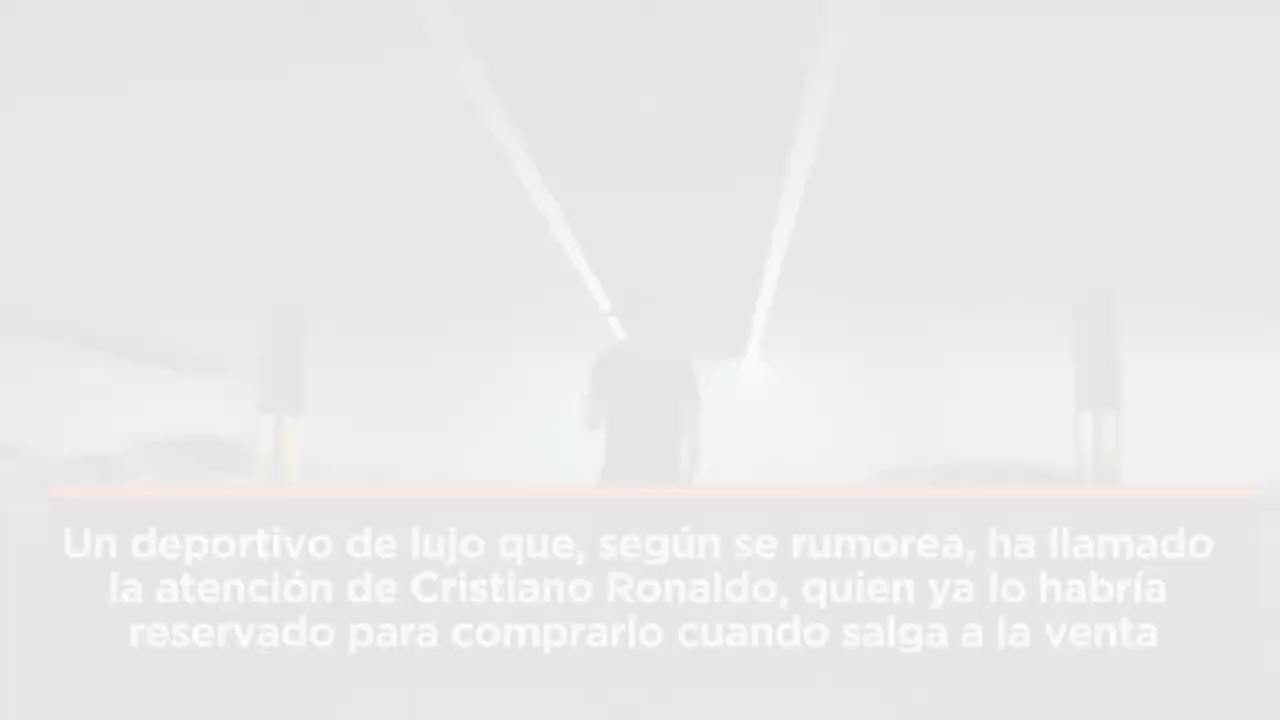 Un deportivo de lujo que, según se rumorea, ha llamado
la atención de Cristiano Ronaldo, quien ya lo habría
reservado para comprarlo cuando salga a la venta